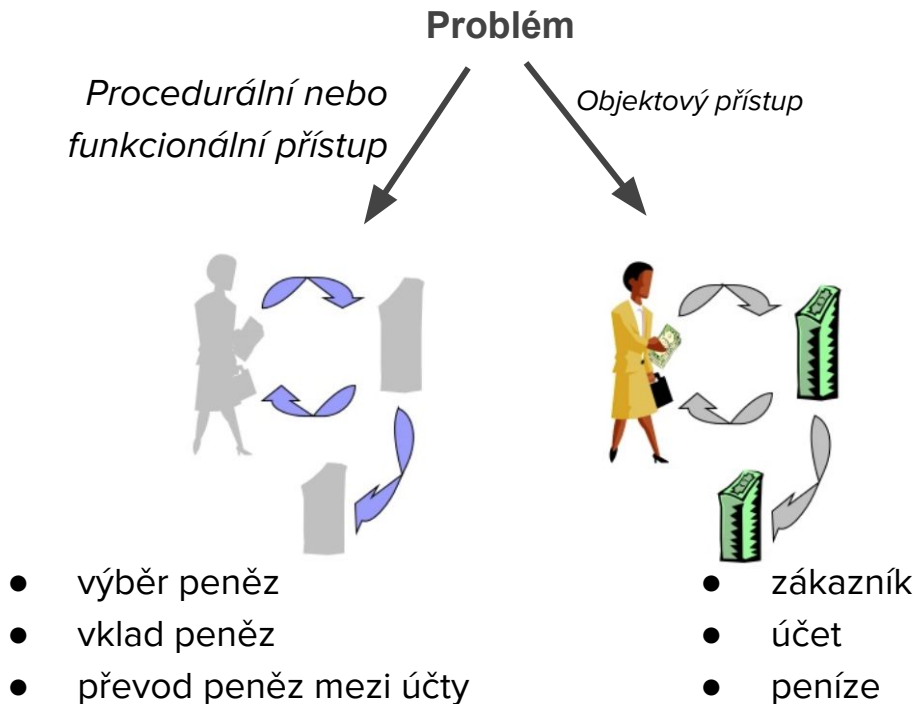 Problém
Procedurální nebo
funkcionální přístup
Objektový přístup
● výběr peněz
● vklad peněz
● převod peněz mezi účty
● zákazník
● účet
● peníze